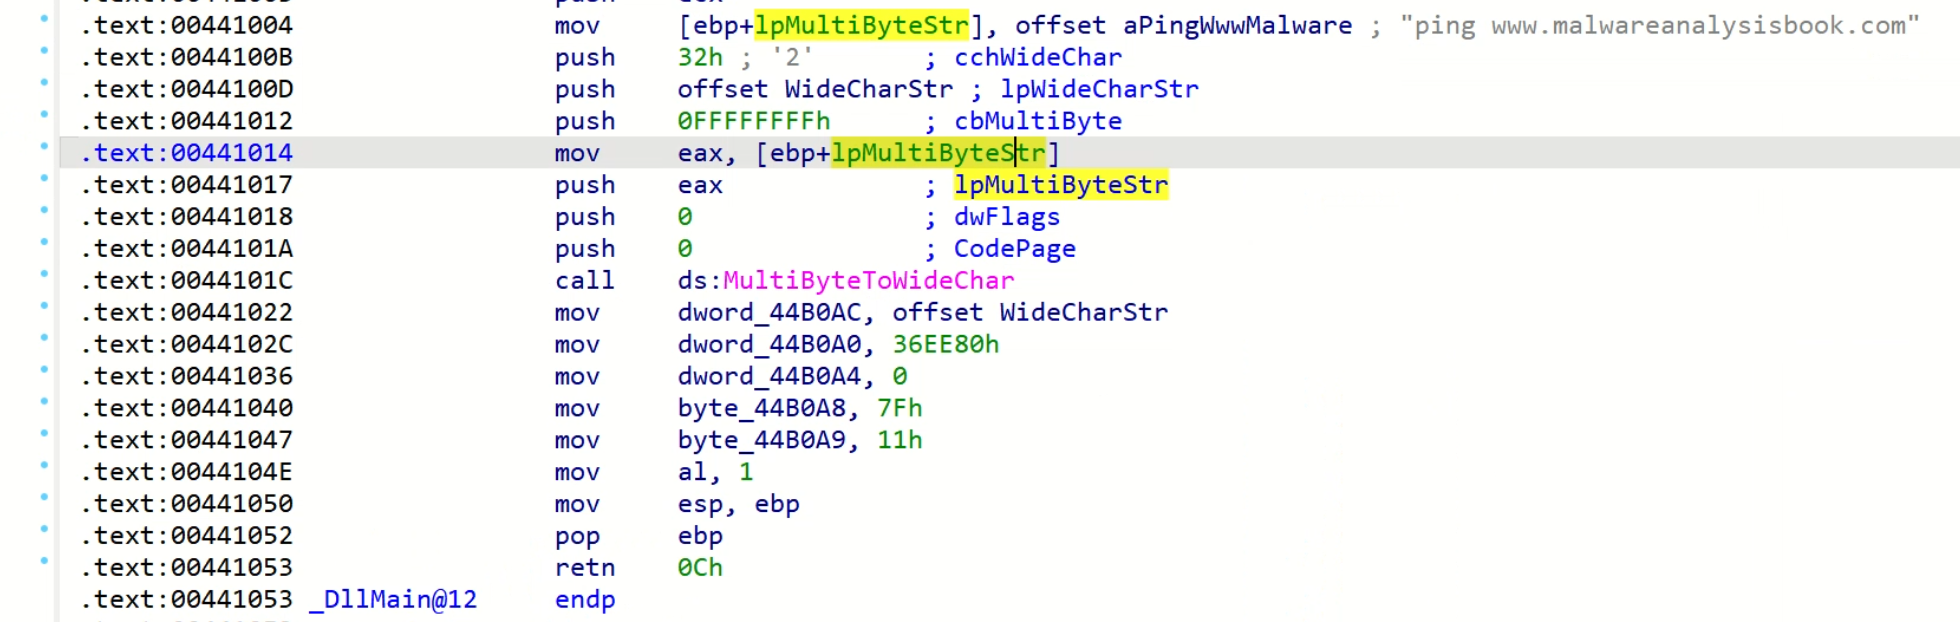 .text:00441004 mov [ebp+lpMultiByteStr], offset aPingWwwMalware ; "ping www.malwareanalysisbook.com"
.text:0044100B push 32h ; '2' ; cchWideChar
.text:0044100D push offset WideCharStr ; lpWideCharStr
.text:00441012 push 0FFFFFFFFh ; cbMultiByte
.text:00441014 mov eax, [ebp+lpMultiByteStr]
.text:00441017 push eax ; lpMultiByteStr
.text:00441018 push 0 ; dwFlags
.text:0044101A push 0 ; CodePage
.text:0044101C call ds:MultiByteToWideChar
.text:00441022 mov dword_44B0AC, offset WideCharStr
.text:0044102C mov dword_44B0A0, 36EE80h
.text:00441036 mov dword_44B0A4, 0
.text:00441040 mov byte_44B0A8, 7Fh
.text:00441047 mov byte_44B0A9, 11h
.text:0044104E mov al, 1
.text:00441050 mov esp, ebp
.text:00441052 pop ebp
.text:00441053 retn 0Ch
.text:00441053 _DllMain@12 endp